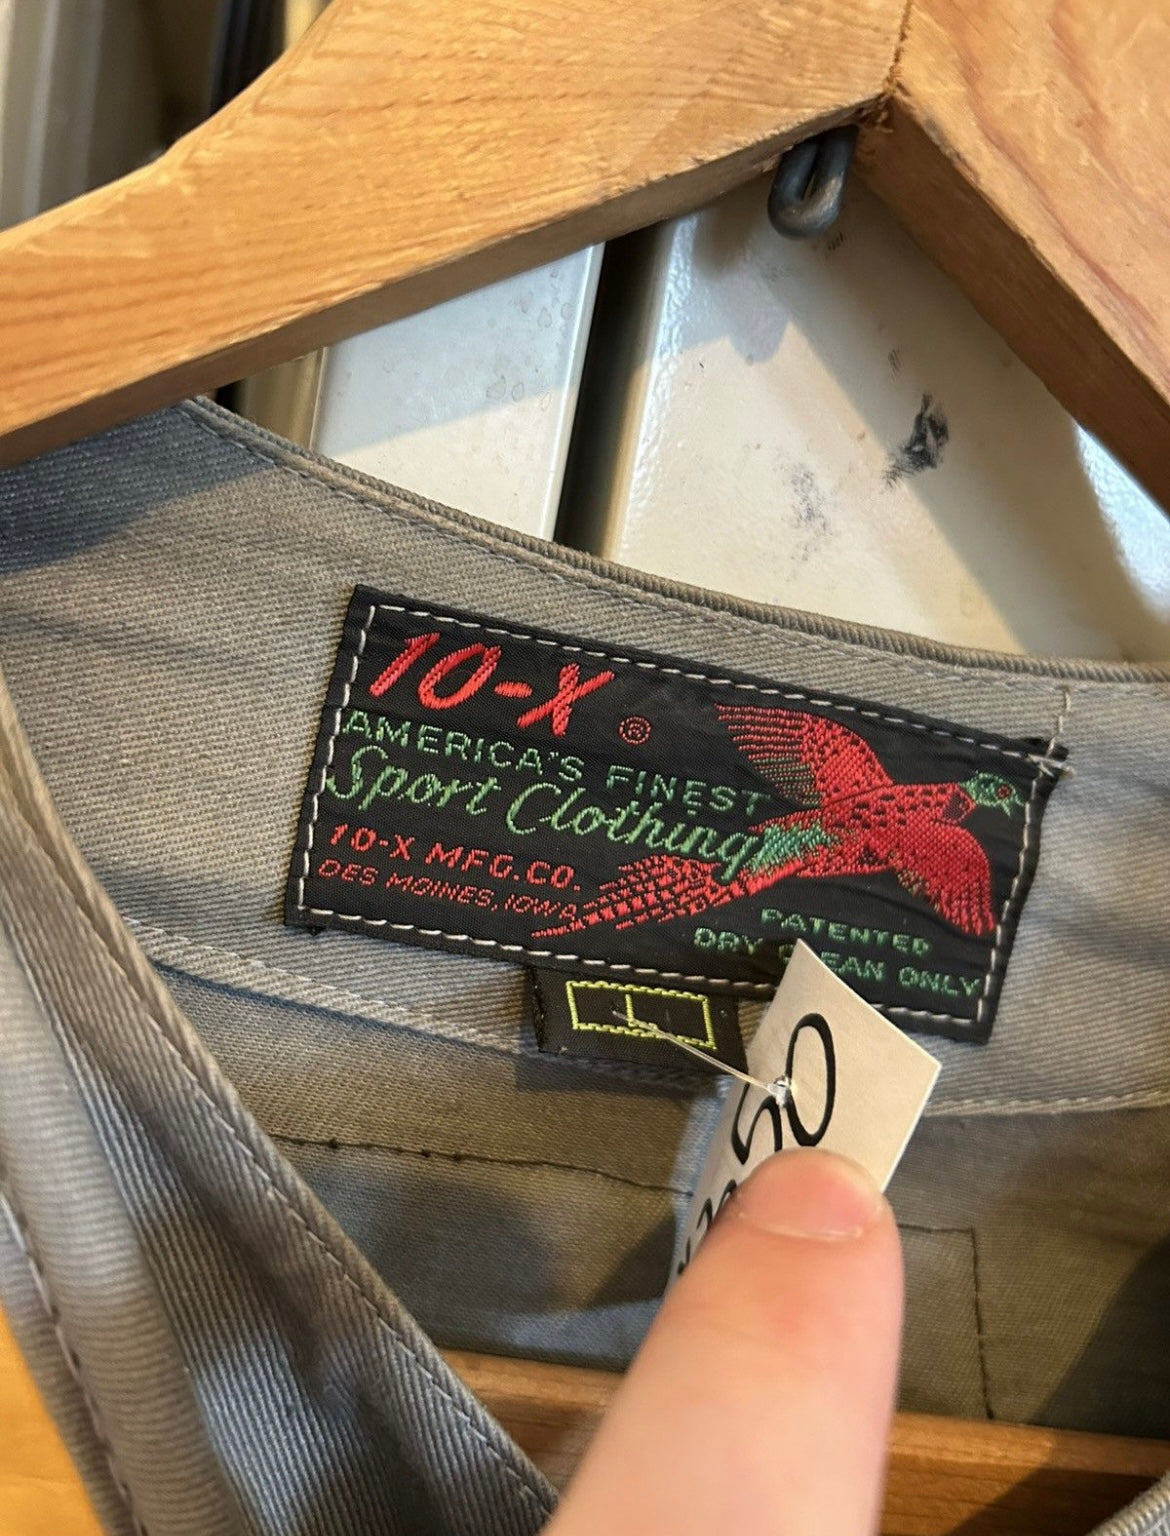 10-X ®
AMERICA'S FINEST
Sport Clothing
10-X MFG.CO.
DES MOINES, IOWA
PATENTED
DRY CLEAN ONLY
L